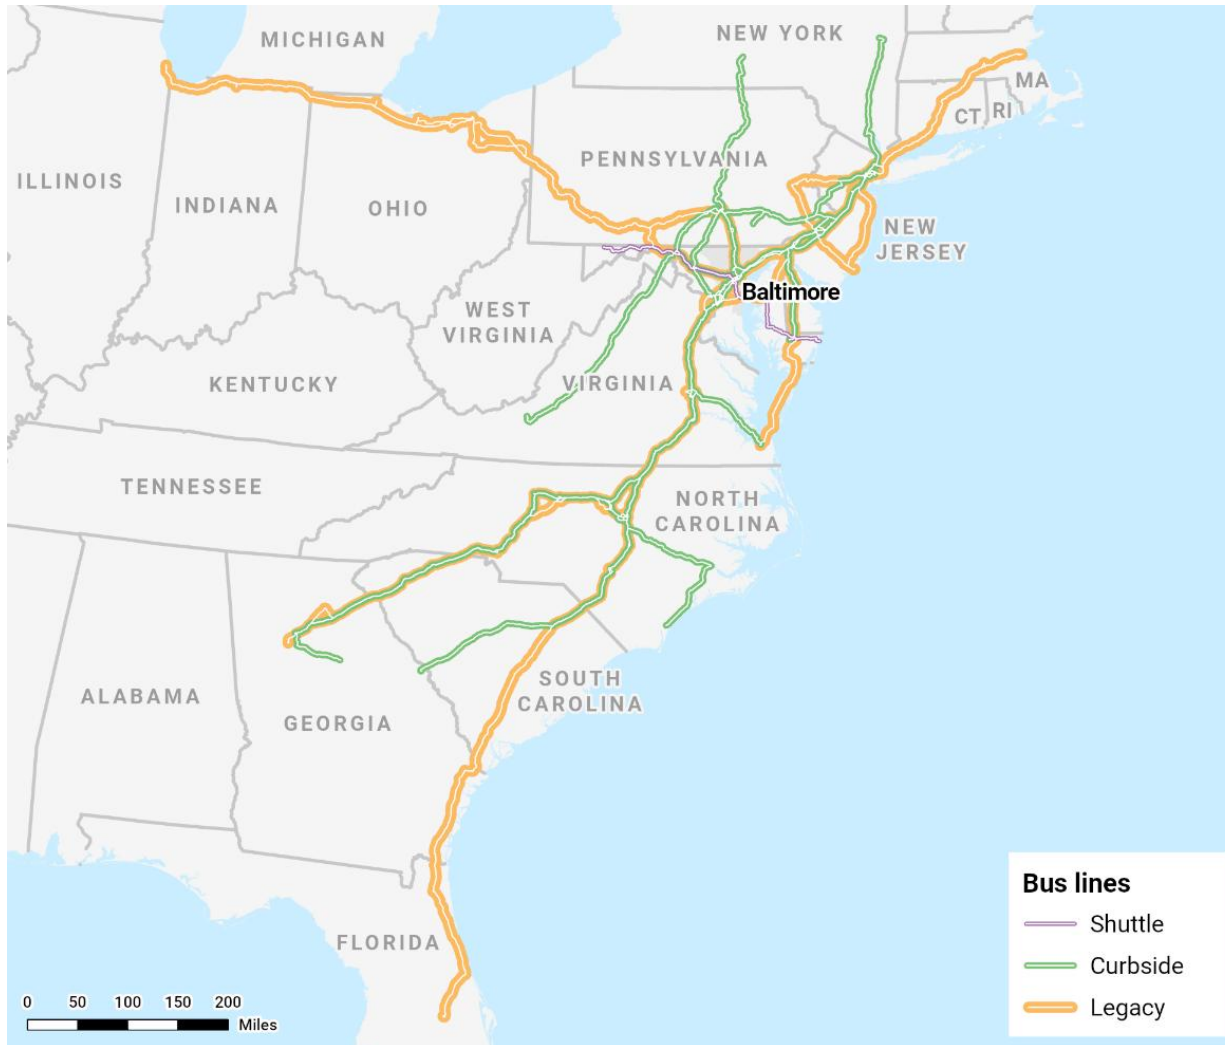 MICHIGAN
NEW YORK
MA
CT
RI
PENNSYLVANIA
ILLINOIS
INDIANA
OHIO
NEW
JERSEY
Baltimore
WEST
VIRGINIA
KENTUCKY
VIRGINIA
TENNESSEE
NORTH
CAROLINA
SOUTH
CAROLINA
ALABAMA
GEORGIA
FLORIDA
Bus lines
Shuttle
Curbside
Legacy
0 50 100 150 200
Miles